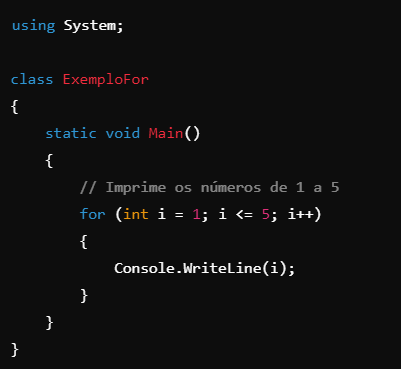 using System;

class ExemploFor
{
    static void Main()
    {
        // Imprime os números de 1 a 5
        for (int i = 1; i <= 5; i++)
        {
            Console.WriteLine(i);
        }
    }
}